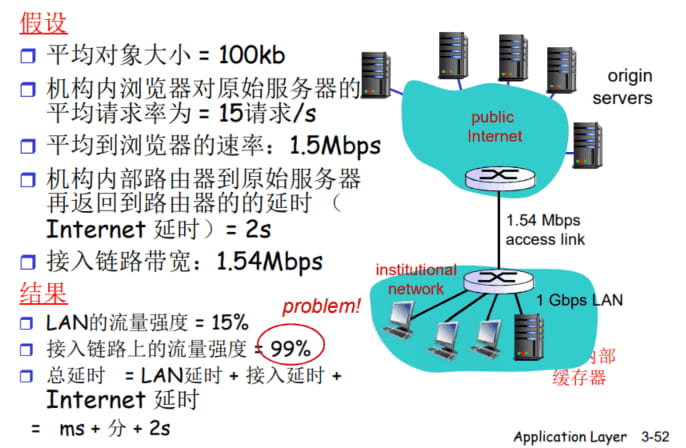 假设
平均对象大小 = 100kb
机构内浏览器对原始服务器的
平均请求率为 = 15请求/s
平均到浏览器的速率：1.5Mbps
机构内部路由器到原始服务器
再返回到路由器的的延时 （
Internet 延时）= 2s
接入链路带宽：1.54Mbps
结果
LAN的流量强度 = 15%
接入链路上的流量强度 = 99%
总延时 = LAN延时 + 接入延时 +
Internet 延时
= ms + 分 + 2s
problem!
origin
servers
public
Internet
1.54 Mbps
access link
institutional
network
1 Gbps LAN
内部
缓存器
Application Layer 3-52